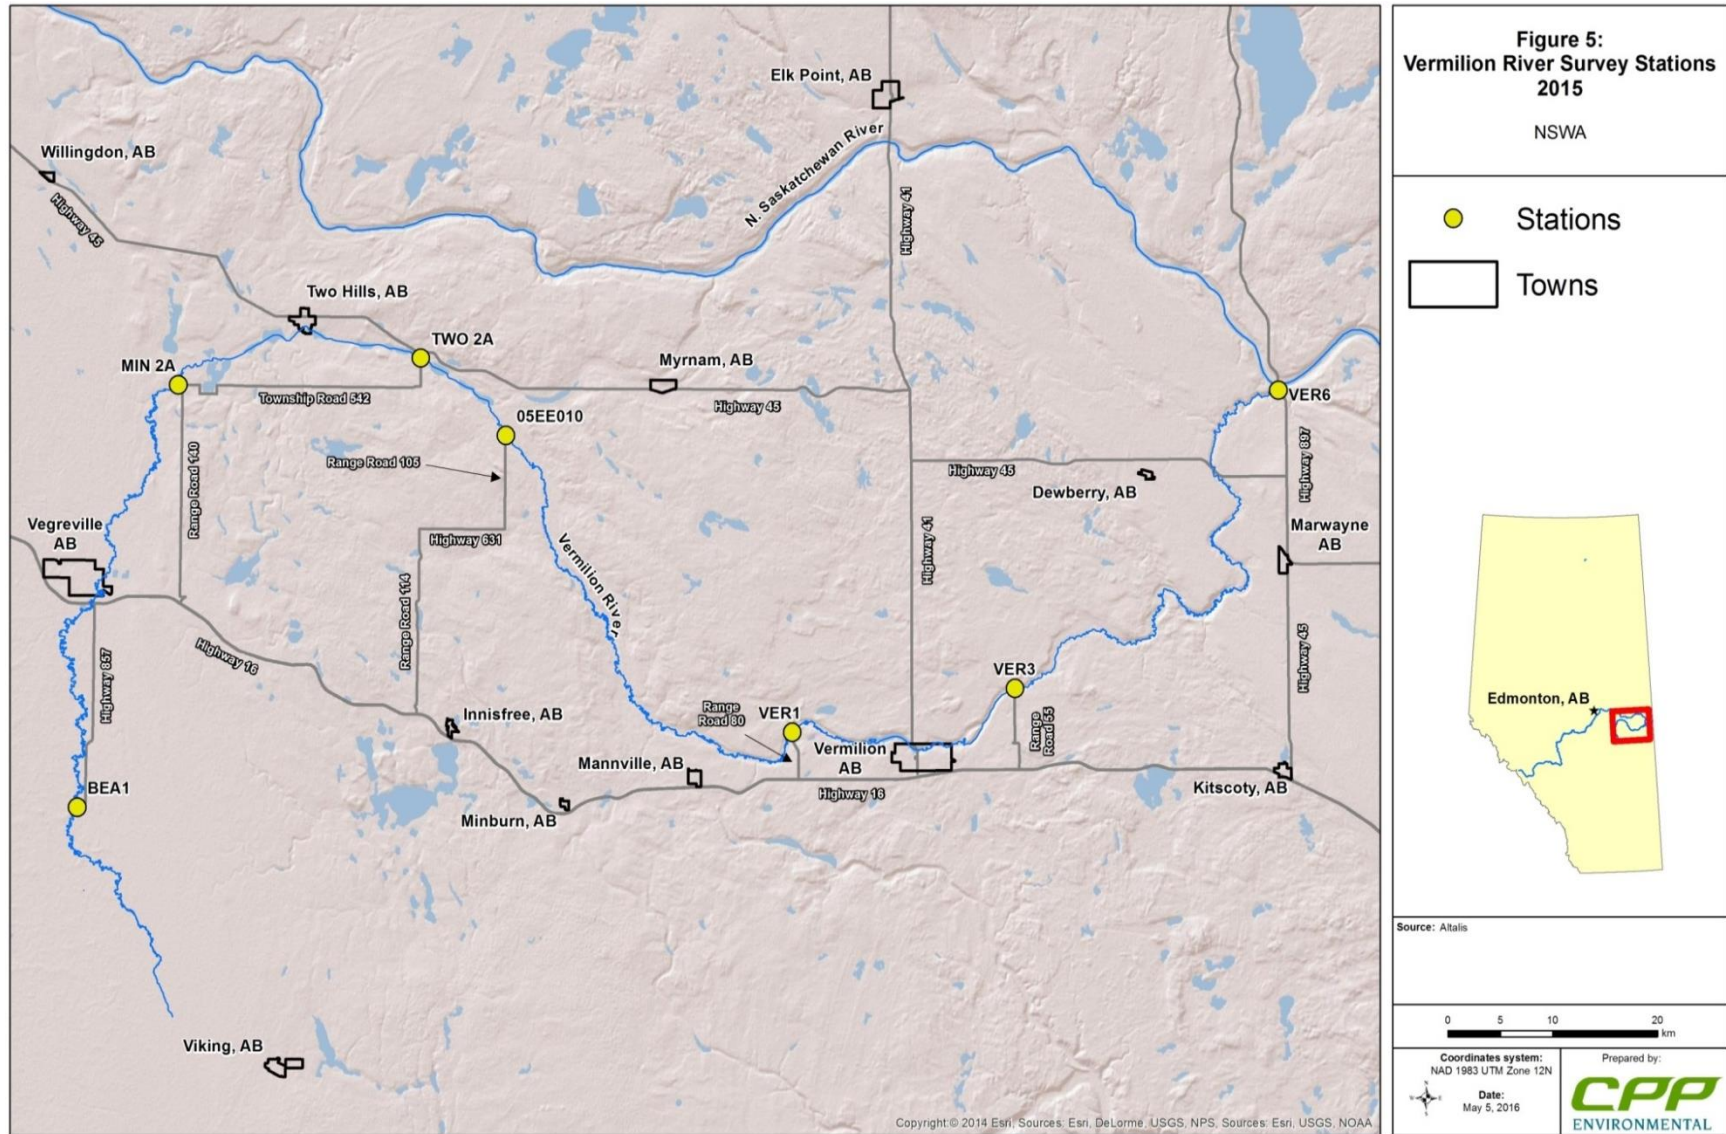 Figure 5:
Vermilion River Survey Stations
2015
NSWA
Stations
Towns
Elk Point, AB
N. Saskatchewan River
Willingdon, AB
Highway 45
Highway 41
Two Hills, AB
TWO 2A
MIN 2A
Myrnam, AB
Township Road 542
Highway 45
VER6
05EE010
Range Road 140
Range Road 105
Highway 45
Dewberry, AB
Highway 897
Vegreville
AB
Highway 631
Highway 41
Marwayne
AB
Vermilion River
Range Road 114
Highway 16
Highway 857
Highway 45
VER3
Innisfree, AB
Range
Road 80
VER1
Range
Road 55
Mannville, AB
Vermilion
AB
BEA1
Highway 16
Kitscoty, AB
Minburn, AB
Viking, AB
Copyright:© 2014 Esri, Sources: Esri, DeLorme, USGS, NPS, Sources: Esri, USGS, NOAA
Edmonton, AB
Source: Altalis
0 5 10 20
km
Coordinates system:
NAD 1983 UTM Zone 12N
Date:
May 5, 2016
Prepared by:
CPP
ENVIRONMENTAL